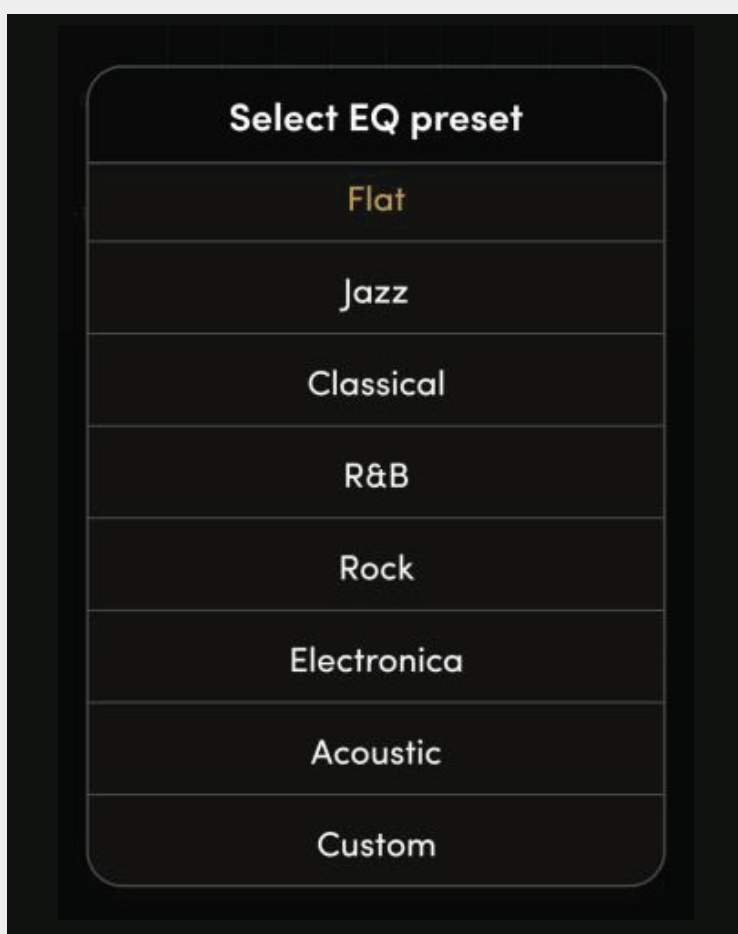 Select EQ preset
Flat
Jazz
Classical
R&B
Rock
Electronica
Acoustic
Custom